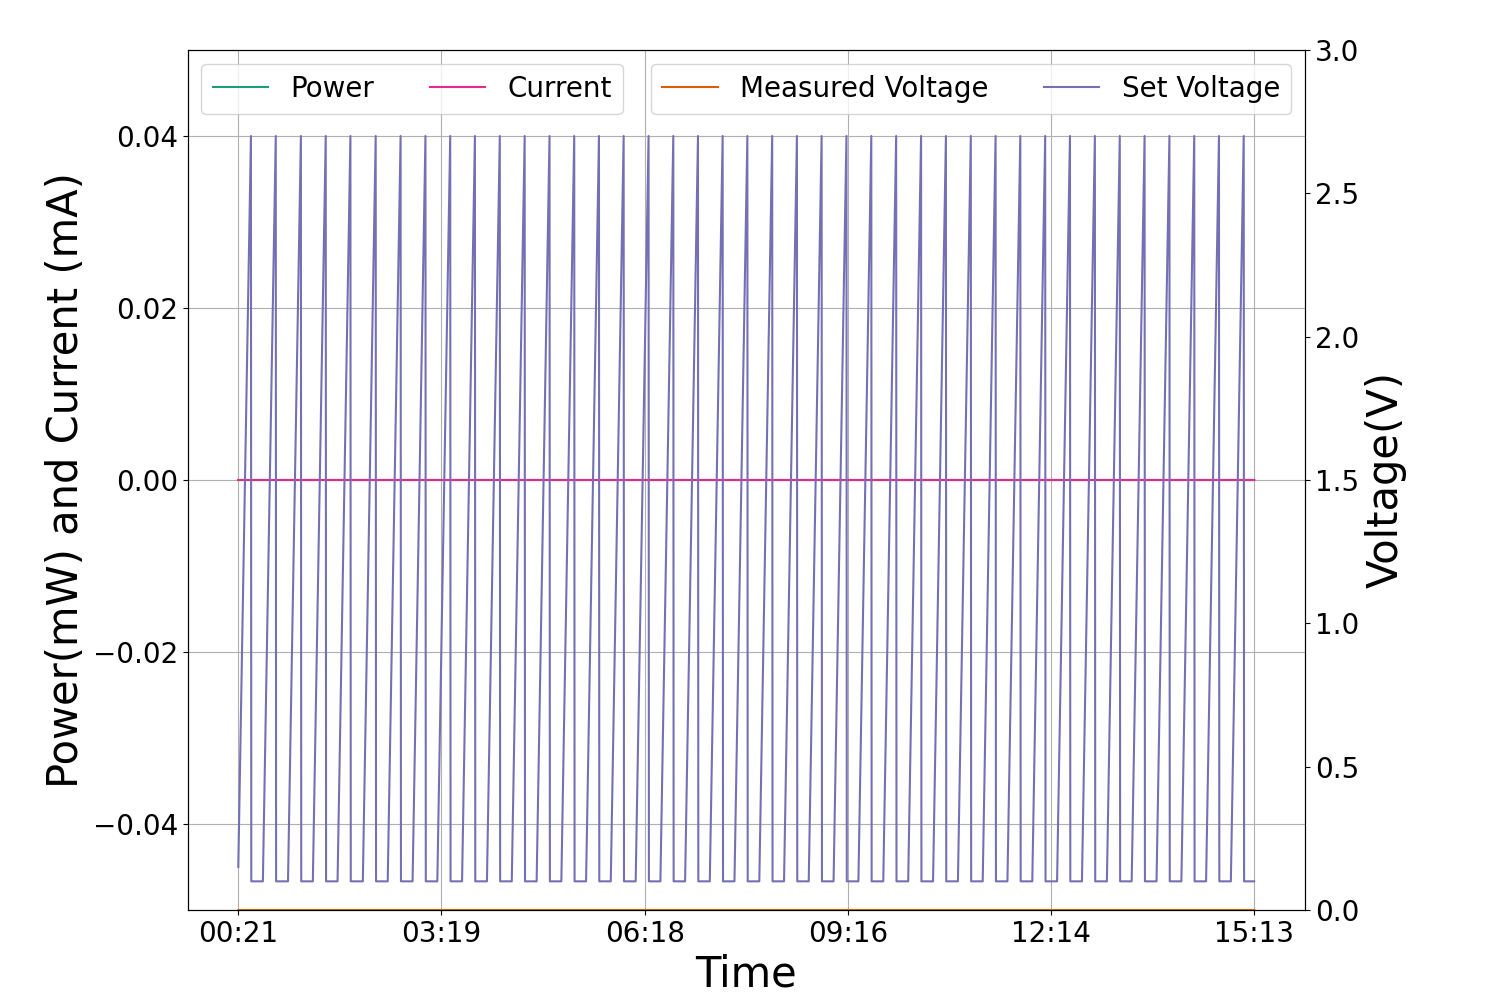 Power Current Measured Voltage Set Voltage
Power(mW) and Current (mA)
0.04
0.02
0.00
−0.02
−0.04
3.0
2.5
2.0
1.5
1.0
0.5
0.0
Voltage(V)
00:21 03:19 06:18 09:16 12:14 15:13
Time